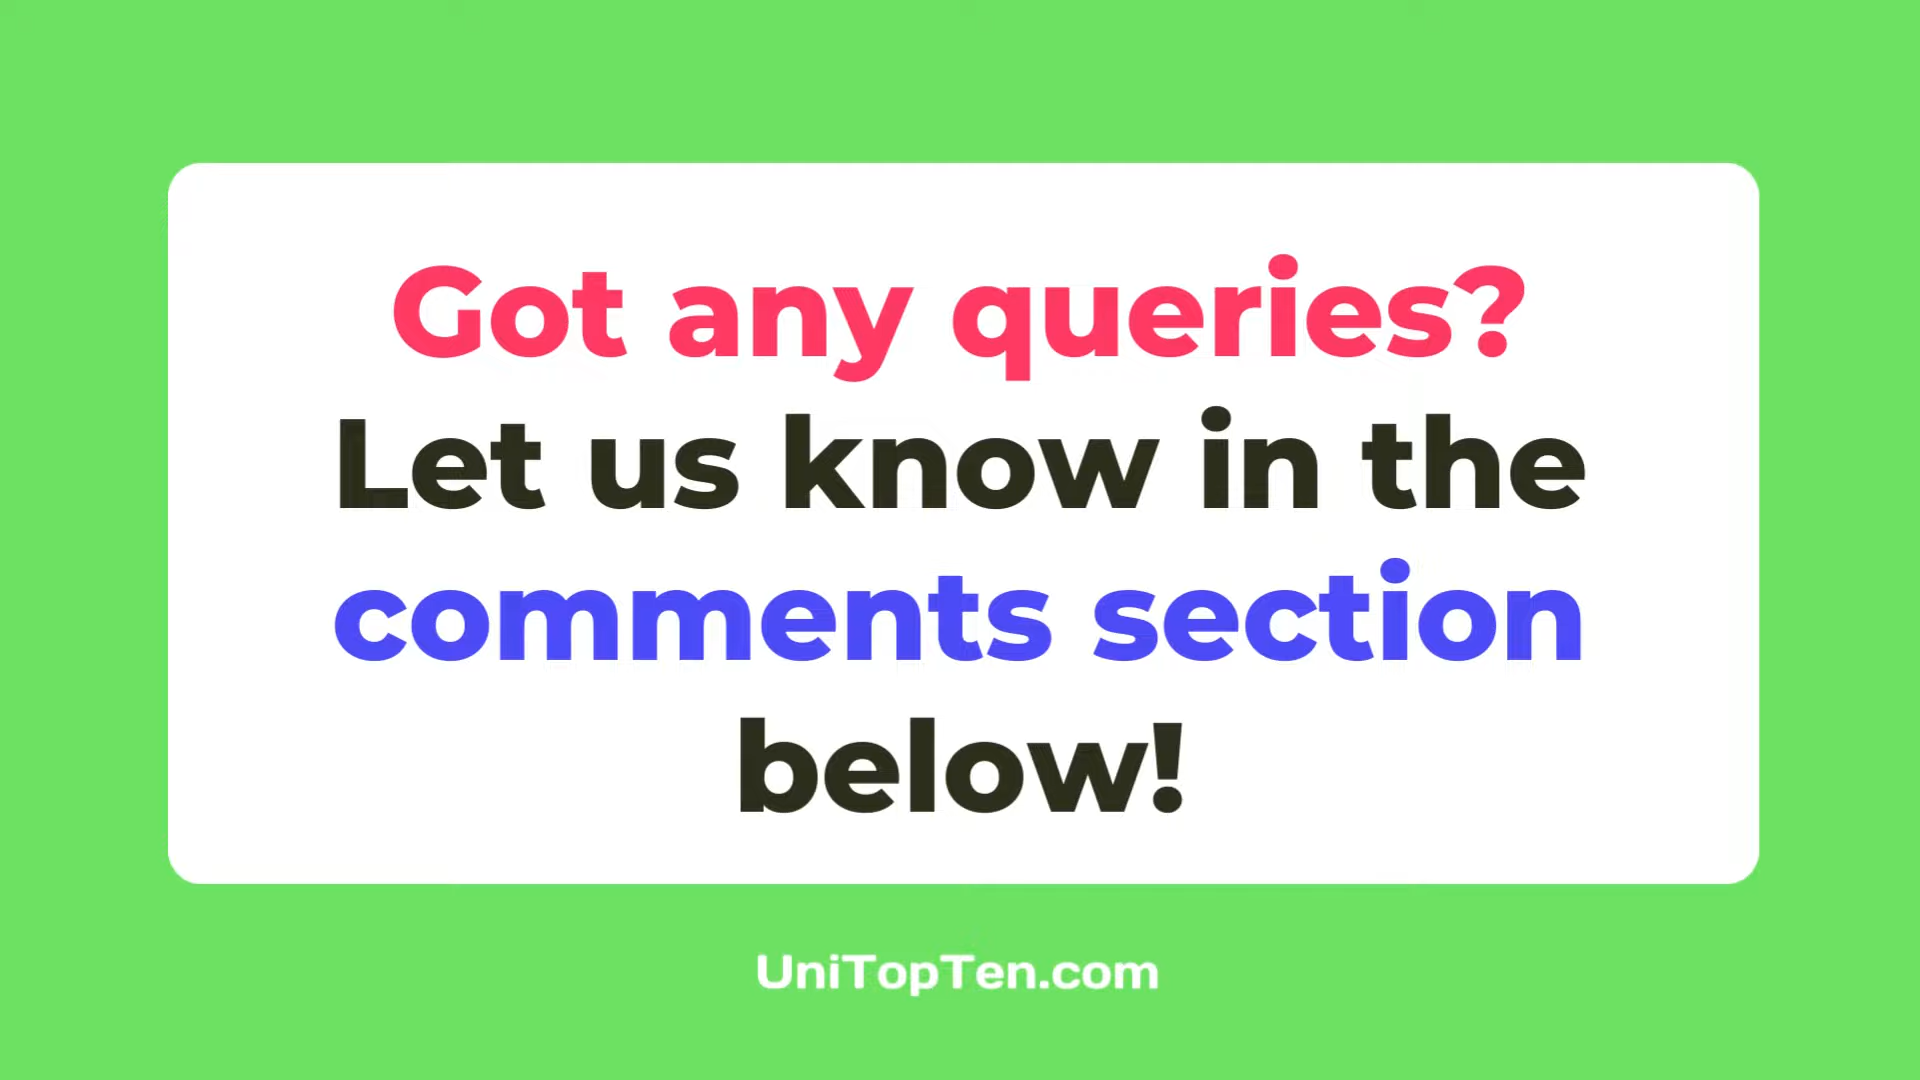 Got any queries?
Let us know in the
comments section
below!
UniTopTen.com